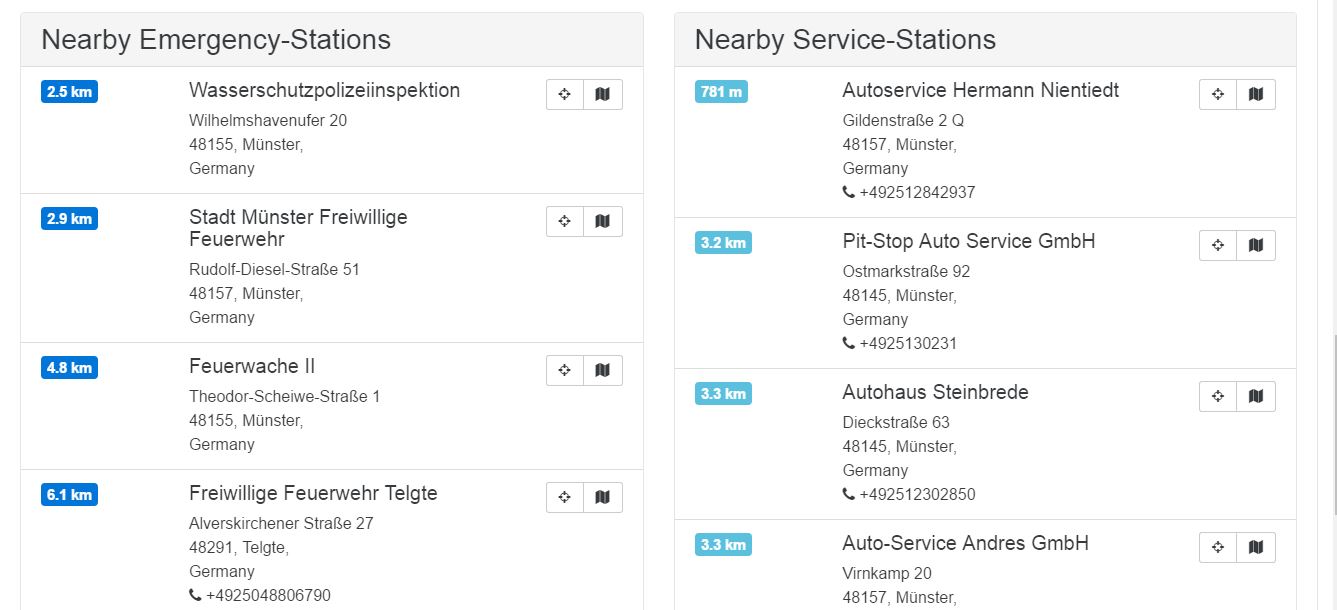 Nearby Emergency-Stations
2.5 km
Wasserschutzpolizeiinspektion
Wilhelmshavenufer 20
48155, Münster,
Germany
2.9 km
Stadt Münster Freiwillige
Feuerwehr
Rudolf-Diesel-Straße 51
48157, Münster,
Germany
4.8 km
Feuerwache II
Theodor-Scheiwe-Straße 1
48155, Münster,
Germany
6.1 km
Freiwillige Feuerwehr Telgte
Alverskirchener Straße 27
48291, Telgte,
Germany
+4925048806790
Nearby Service-Stations
781 m
Autoservice Hermann Nientiedt
Gildenstraße 2 Q
48157, Münster,
Germany
+492512842937
3.2 km
Pit-Stop Auto Service GmbH
Ostmarkstraße 92
48145, Münster,
Germany
+4925130231
3.3 km
Autohaus Steinbrede
Dieckstraße 63
48145, Münster,
Germany
+492512302850
3.3 km
Auto-Service Andres GmbH
Virnkamp 20
48157, Münster,